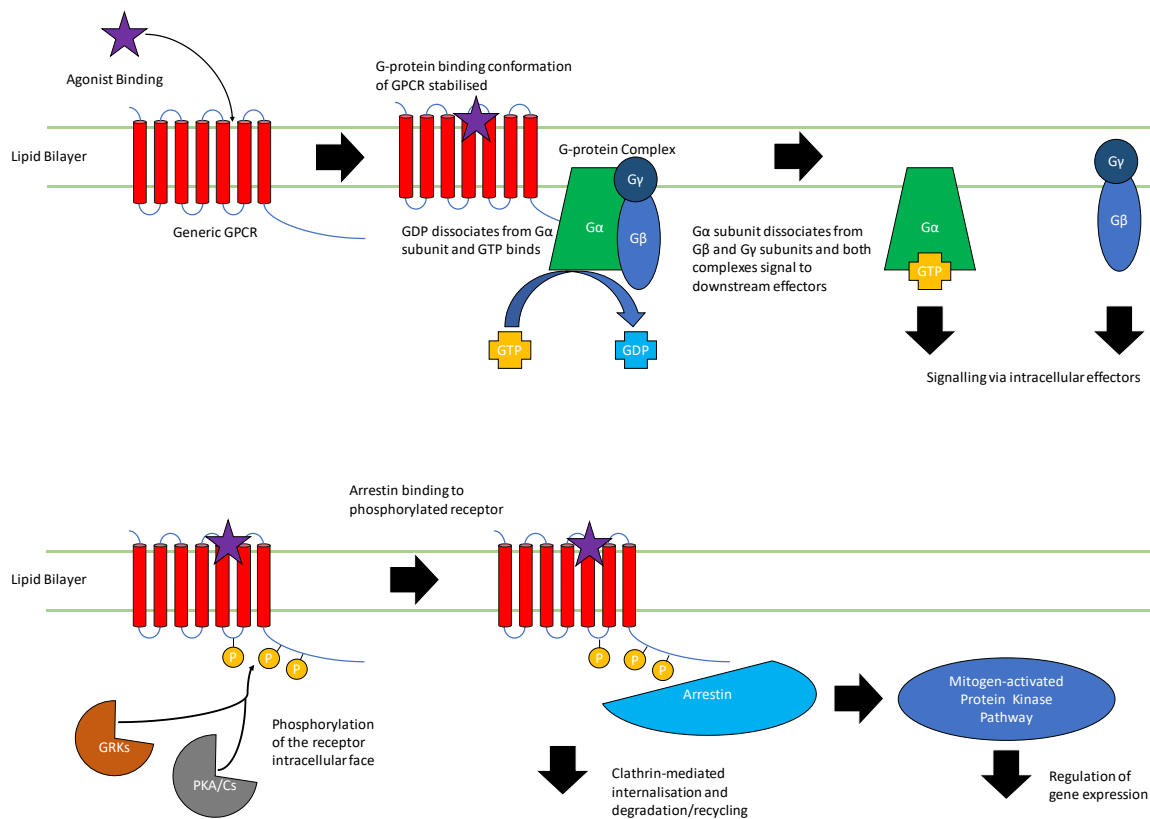 Agonist Binding
Lipid Bilayer
Generic GPCR
G-protein binding conformation
of GPCR stabilised
G-protein Complex
Gγ
Gα
Gβ
GDP dissociates from Gα
subunit and GTP binds
GTP
GDP
Gα subunit dissociates from
Gβ and Gγ subunits and both
complexes signal to
downstream effectors
Gα
GTP
Gγ
Gβ
Signalling via intracellular effectors
Lipid Bilayer
P
P
P
GRKs
PKA/Cs
Phosphorylation
of the receptor
intracellular face
Arrestin binding to
phosphorylated receptor
P
P
P
Arrestin
Clathrin-mediated
internalisation and
degradation/recycling
Mitogen-activated
Protein Kinase
Pathway
Regulation of
gene expression